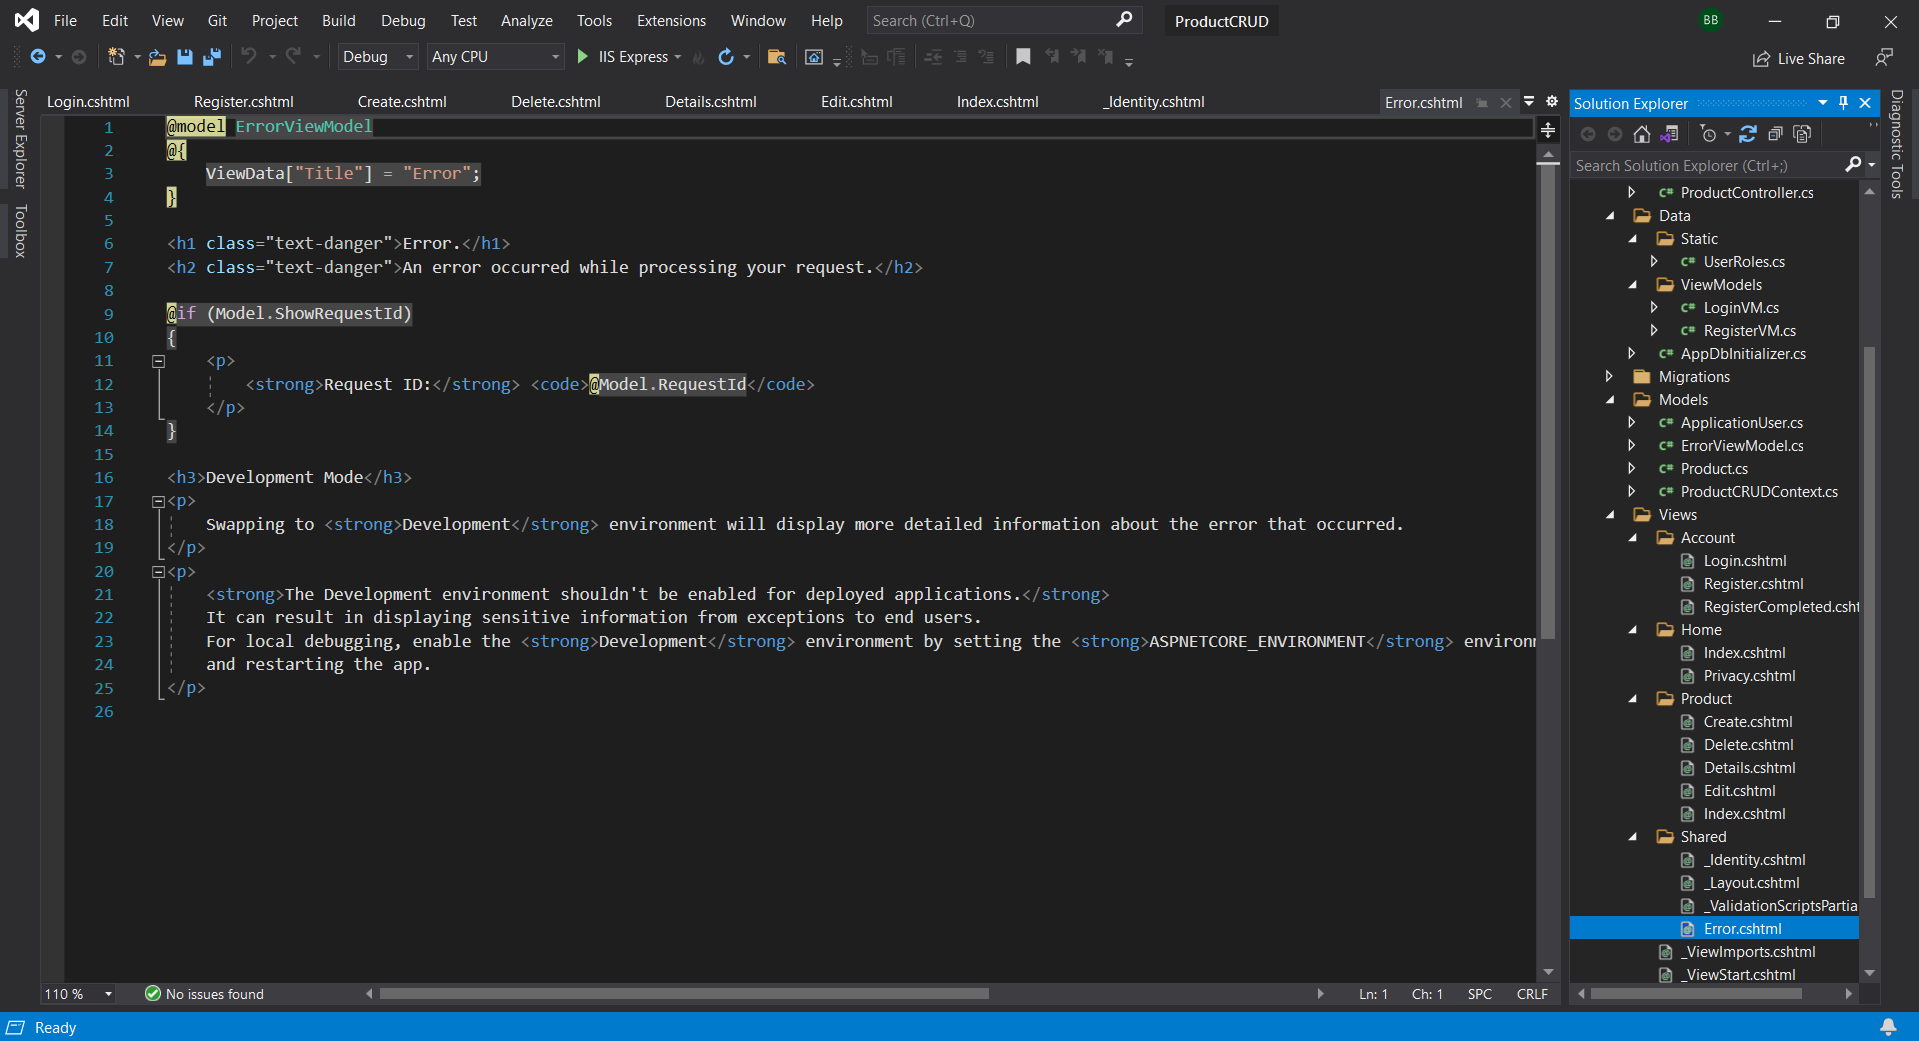 File Edit View Git Project Build Debug Test Analyze Tools Extensions Window Help Search (Ctrl+Q) ProductCRUD BB
Debug Any CPU IIS Express Live Share
Server Explorer
Toolbox
Login.cshtml Register.cshtml Create.cshtml Delete.cshtml Details.cshtml Edit.cshtml Index.cshtml _Identity.cshtml Error.cshtml
1 @model ErrorViewModel
2 @{
3 ViewData["Title"] = "Error";
4 }
5
6 <h1 class="text-danger">Error.</h1>
7 <h2 class="text-danger">An error occurred while processing your request.</h2>
8
9 @if (Model.ShowRequestId)
10 {
11 <p>
12 <strong>Request ID:</strong> <code>@Model.RequestId</code>
13 </p>
14 }
15
16 <h3>Development Mode</h3>
17 <p>
18 Swapping to <strong>Development</strong> environment will display more detailed information about the error that occurred.
19 </p>
20 <p>
21 <strong>The Development environment shouldn't be enabled for deployed applications.</strong>
22 It can result in displaying sensitive information from exceptions to end users.
23 For local debugging, enable the <strong>Development</strong> environment by setting the <strong>ASPNETCORE_ENVIRONMENT</strong> environ
24 and restarting the app.
25 </p>
26
110 % No issues found Ln: 1 Ch: 1 SPC CRLF
Solution Explorer
Search Solution Explorer (Ctrl+;)
C# ProductController.cs
Data
Static
C# UserRoles.cs
ViewModels
C# LoginVM.cs
C# RegisterVM.cs
C# AppDbInitializer.cs
Migrations
Models
C# ApplicationUser.cs
C# ErrorViewModel.cs
C# Product.cs
C# ProductCRUDContext.cs
Views
Account
Login.cshtml
Register.cshtml
RegisterCompleted.csht
Home
Index.cshtml
Privacy.cshtml
Product
Create.cshtml
Delete.cshtml
Details.cshtml
Edit.cshtml
Index.cshtml
Shared
_Identity.cshtml
_Layout.cshtml
_ValidationScriptsPartia
Error.cshtml
_ViewImports.cshtml
_ViewStart.cshtml
Diagnostic Tools
Ready